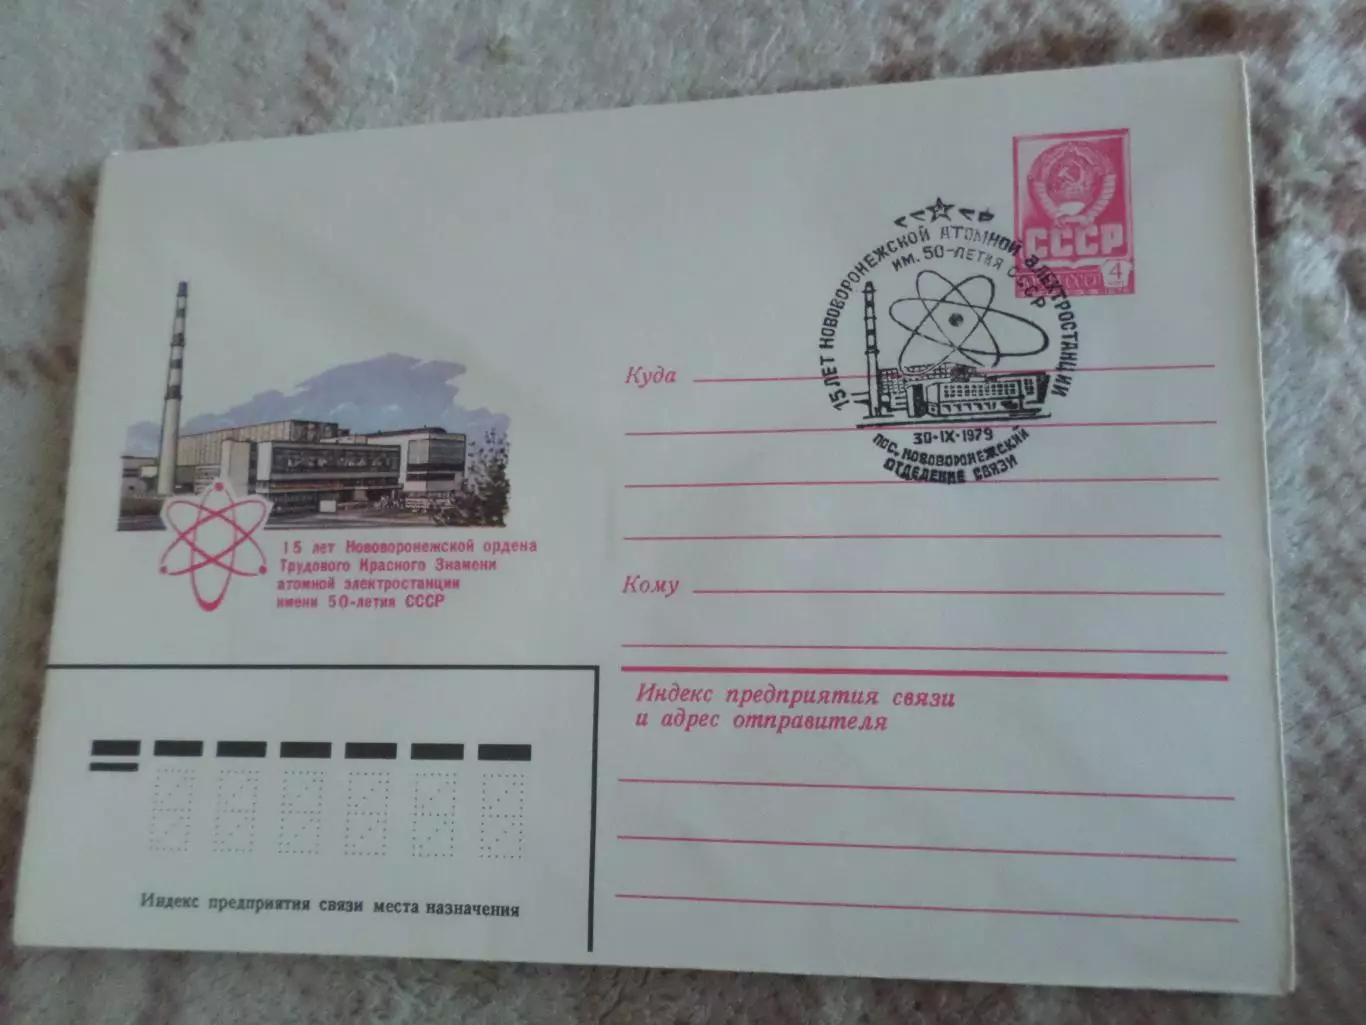 СССР
4
15 ЛЕТ НОВОВОРОНЕЖСКОЙ АТОМНОЙ ЭЛЕКТРОСТАНЦИИ
ИМ. 50-ЛЕТИЯ СССР
30-IX-1979
ПОС. НОВОВОРОНЕЖСКИЙ
ОТДЕЛЕНИЕ СВЯЗИ
Куда
15 лет Нововоронежской ордена
Трудового Красного Знамени
атомной электростанции
имени 50-летия СССР
Кому
Индекс предприятия связи
и адрес отправителя
Индекс предприятия связи места назначения